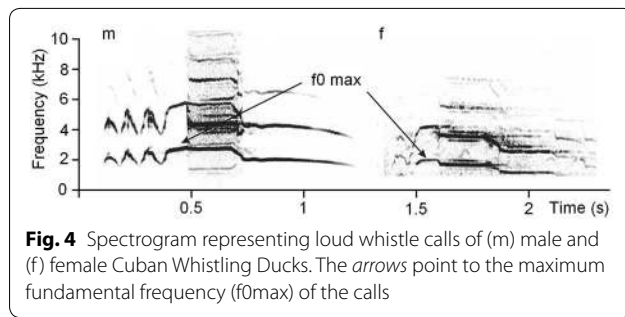 10
m
f
8
f0 max
6
4
2
0
Frequency (kHz)
0.5
1
1.5
2
Time (s)
Fig. 4 Spectrogram representing loud whistle calls of (m) male and
(f) female Cuban Whistling Ducks. The arrows point to the maximum
fundamental frequency (f0max) of the calls